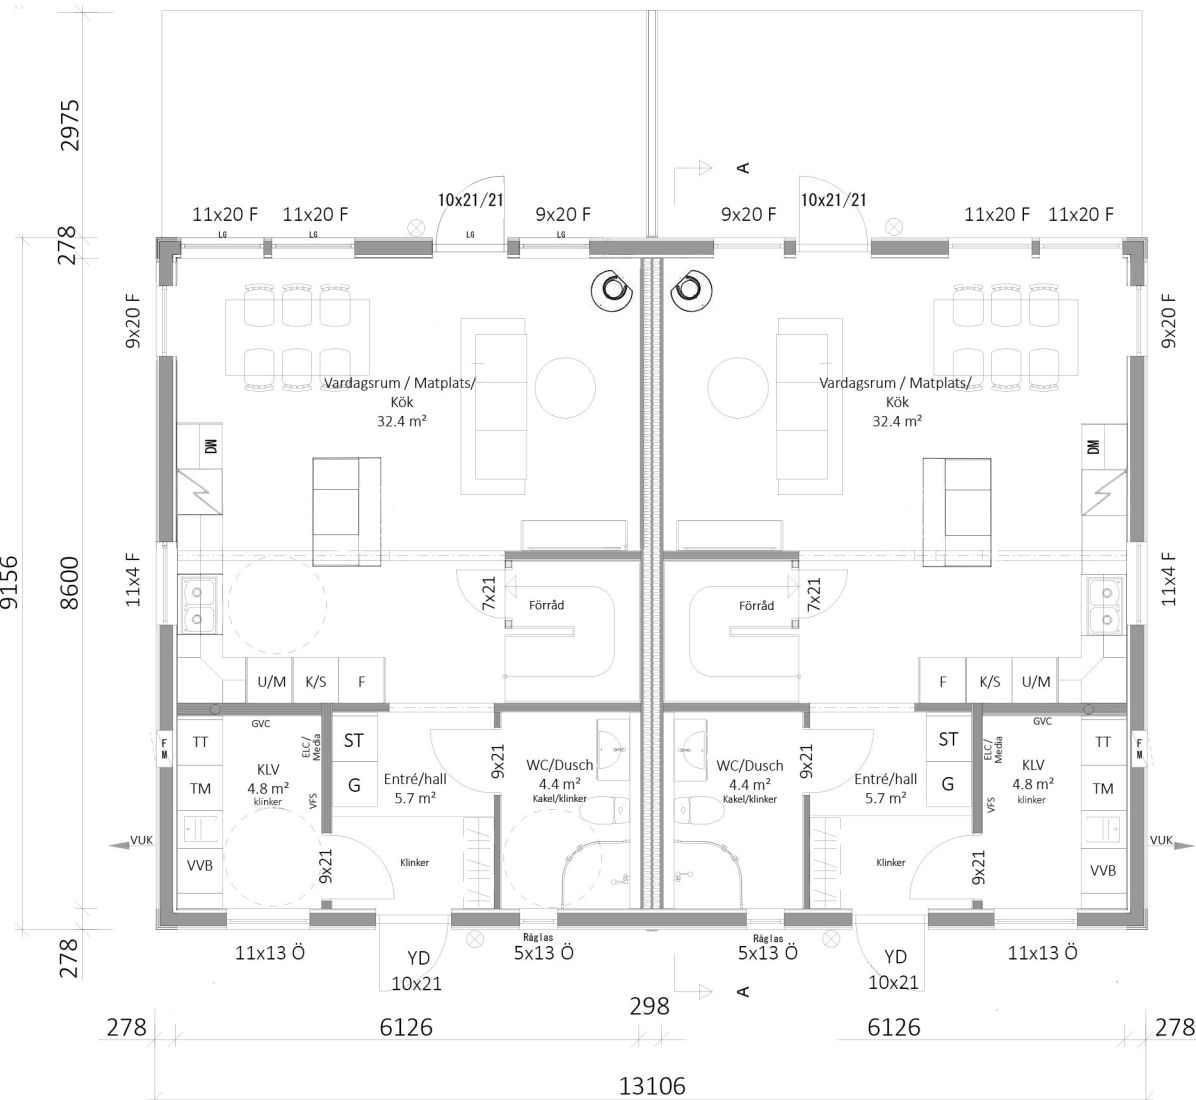 2975
A
10x21/21
10x21/21
11x20 F
11x20 F
9x20 F
9x20 F
11x20 F
11x20 F
LG
LG
LG
LG
278
9x20 F
9x20 F
Vardagsrum / Matplats/
Kök
32.4 m²
Vardagsrum / Matplats/
Kök
32.4 m²
DM
DM
9156
8600
11x4 F
11x4 F
7x21
Förråd
Förråd
7x21
U/M
K/S
F
F
K/S
U/M
GVC
GVC
TT
ELC/
Media
ST
ST
ELC/
Media
TT
F
M
F
M
KLV
4.8 m²
klinker
9x21
WC/Dusch
4.4 m²
Kakel/klinker
WC/Dusch
4.4 m²
Kakel/klinker
9x21
KLV
4.8 m²
klinker
TM
VFS
G
Entré/hall
5.7 m²
Entré/hall
5.7 m²
G
VFS
TM
VUK
VUK
VVB
9x21
Klinker
Klinker
9x21
VVB
278
11x13 Ö
YD
10x21
Råglas
5x13 Ö
Råglas
5x13 Ö
YD
10x21
11x13 Ö
A
298
278
6126
6126
278
13106